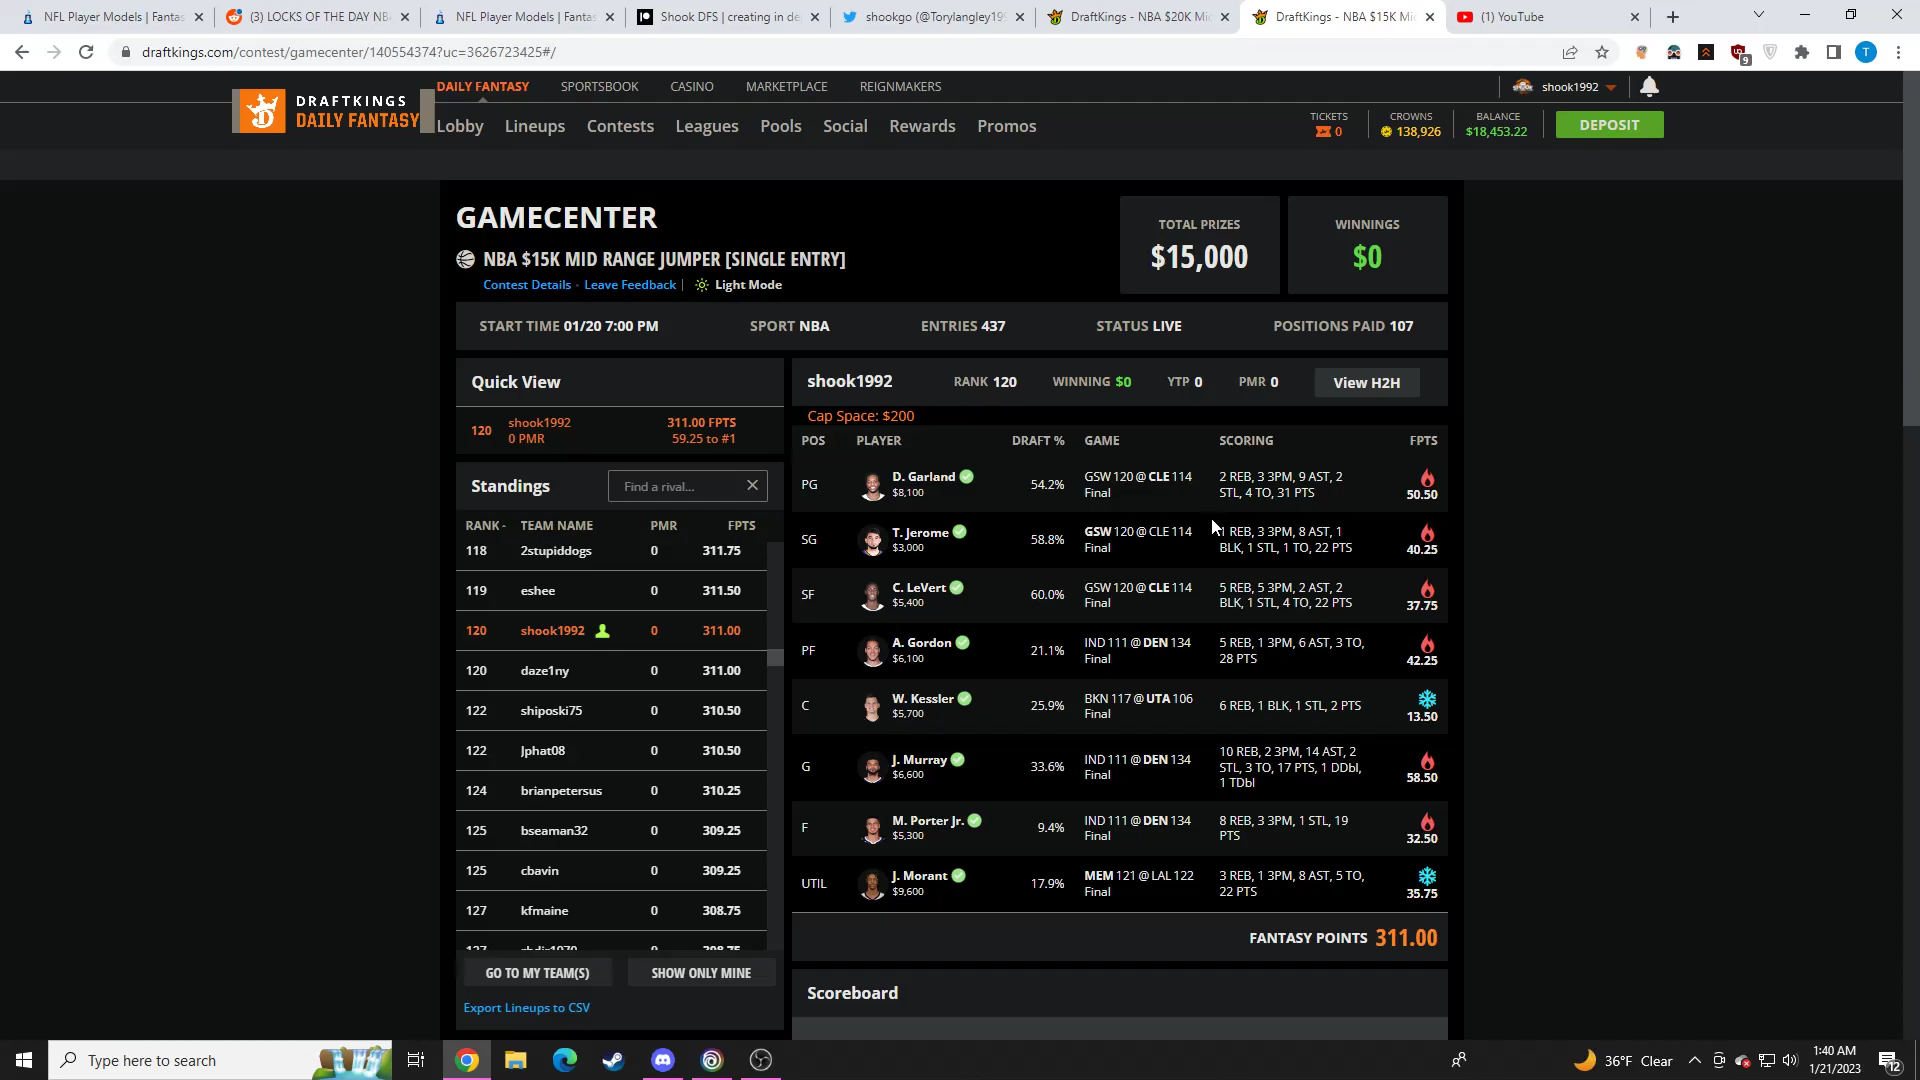 NFL Player Models | Fantas
(3) LOCKS OF THE DAY NB
NFL Player Models | Fantas
Shook DFS | creating in de
shookgo (@Torylangley199
DraftKings - NBA $20K Mi
DraftKings - NBA $15K Mi
(1) YouTube
draftkings.com/contest/gamecenter/140554374?uc=3626723425#/
9
T
DAILY FANTASY SPORTSBOOK CASINO MARKETPLACE REIGNMAKERS
shook1992
DRAFTKINGS
DAILY FANTASY
Lobby Lineups Contests Leagues Pools Social Rewards Promos
TICKETS
0
CROWNS
138,926
BALANCE
$18,453.22
DEPOSIT
GAMECENTER
NBA $15K MID RANGE JUMPER [SINGLE ENTRY]
Contest Details - Leave Feedback | Light Mode
TOTAL PRIZES
$15,000
WINNINGS
$0
START TIME 01/20 7:00 PM SPORT NBA ENTRIES 437 STATUS LIVE POSITIONS PAID 107
Quick View
120 shook1992 311.00 FPTS
0 PMR 59.25 to #1
Standings Find a rival...
RANK TEAM NAME PMR FPTS
118 2stupiddogs 0 311.75
119 eshee 0 311.50
120 shook1992 0 311.00
120 daze1ny 0 311.00
122 shiposki75 0 310.50
122 Jphat08 0 310.50
124 brianpetersus 0 310.25
125 bseaman32 0 309.25
125 cbavin 0 309.25
127 kfmaine 0 308.75
127 0 308.75
GO TO MY TEAM(S) SHOW ONLY MINE
Export Lineups to CSV
shook1992 RANK 120 WINNING $0 YTP 0 PMR 0 View H2H
Cap Space: $200
POS PLAYER DRAFT % GAME SCORING FPTS
PG D. Garland $8,100 54.2% GSW 120 @ CLE 114 Final 2 REB, 3 3PM, 9 AST, 2 STL, 4 TO, 31 PTS 50.50
SG T. Jerome $3,000 58.8% GSW 120 @ CLE 114 Final 1 REB, 3 3PM, 8 AST, 1 BLK, 1 STL, 1 TO, 22 PTS 40.25
SF C. LeVert $5,400 60.0% GSW 120 @ CLE 114 Final 5 REB, 5 3PM, 2 AST, 2 BLK, 1 STL, 4 TO, 22 PTS 37.75
PF A. Gordon $6,100 21.1% IND 111 @ DEN 134 Final 5 REB, 1 3PM, 6 AST, 3 TO, 28 PTS 42.25
C W. Kessler $5,700 25.9% BKN 117 @ UTA 106 Final 6 REB, 1 BLK, 1 STL, 2 PTS 13.50
G J. Murray $6,600 33.6% IND 111 @ DEN 134 Final 10 REB, 2 3PM, 14 AST, 2 STL, 3 TO, 17 PTS, 1 DDbl, 1 TDbl 58.50
F M. Porter Jr. $5,300 9.4% IND 111 @ DEN 134 Final 8 REB, 3 3PM, 1 STL, 19 PTS 32.50
UTIL J. Morant $9,600 17.9% MEM 121 @ LAL 122 Final 3 REB, 1 3PM, 8 AST, 5 TO, 22 PTS 35.75
FANTASY POINTS 311.00
Scoreboard
Type here to search
36°F Clear
1:40 AM
1/21/2023
12